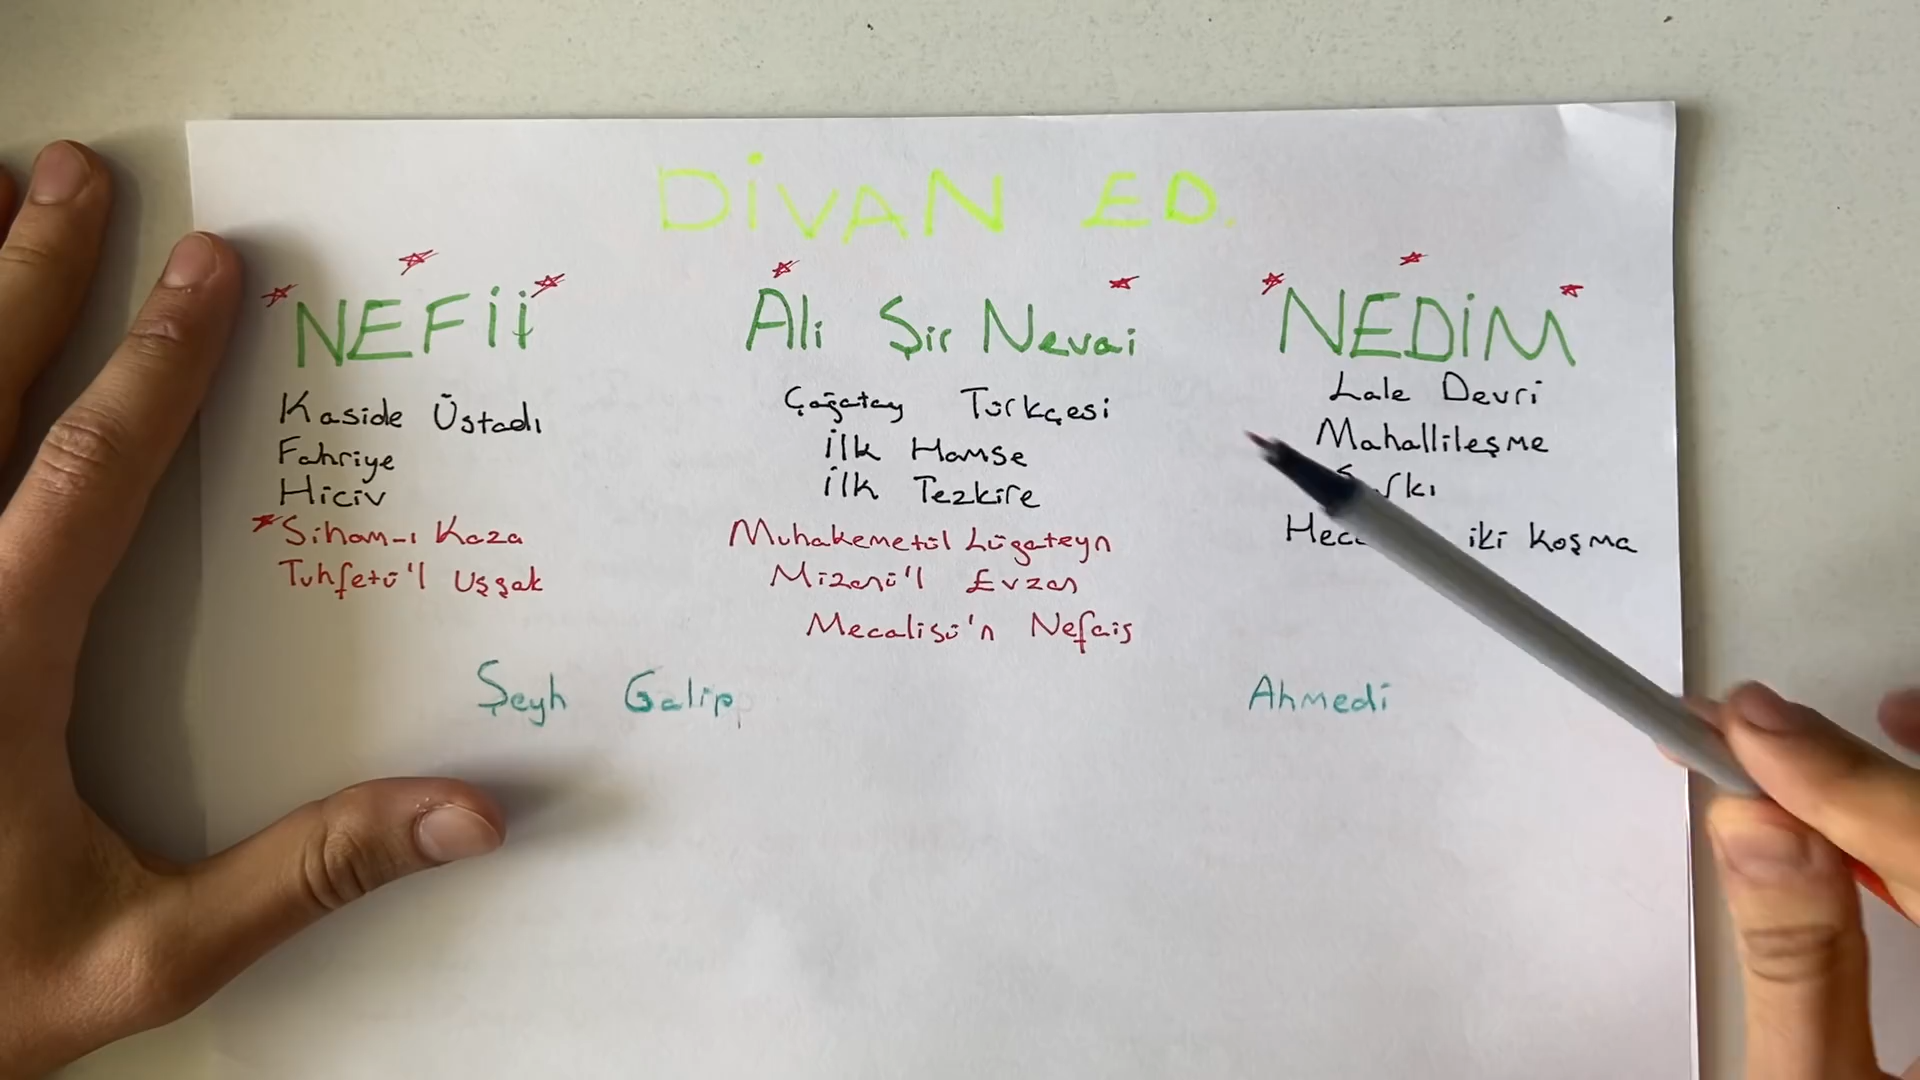 DİVAN ED.
NEFİİ
Kaside Üstadı
Fahriye
Hiciv
Siham-ı Kaza
Tuhfetü'l Uşşak
Ali Şir Nevai
Çağatay Türkçesi
İlk Hamse
İlk Tezkire
Muhakemetül Lügateyn
Mizanü'l Evzan
Mecalisü'n Nefais
NEDİM
Lale Devri
Mahallileşme
iki koşma
Şeyh Galip
Ahmedi